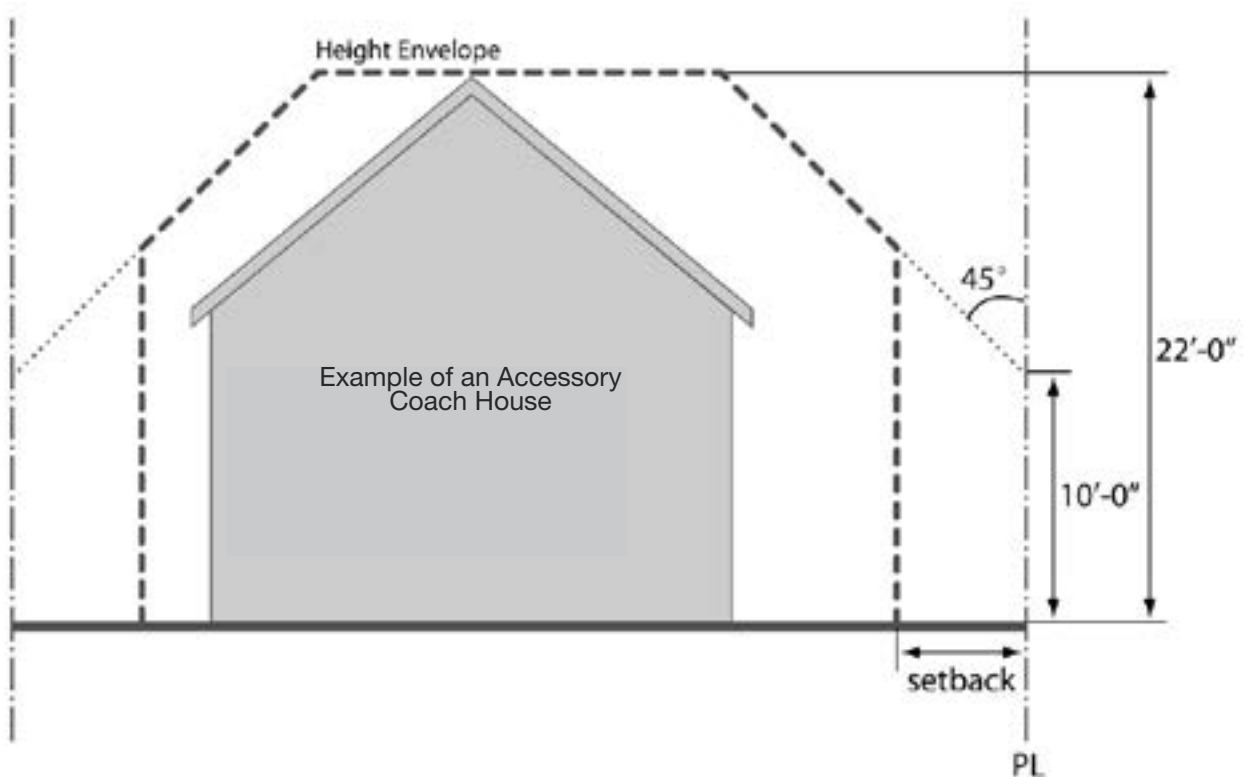 Height Envelope
45°
22'-0"
Example of an Accessory
Coach House
10'-0"
setback
PL